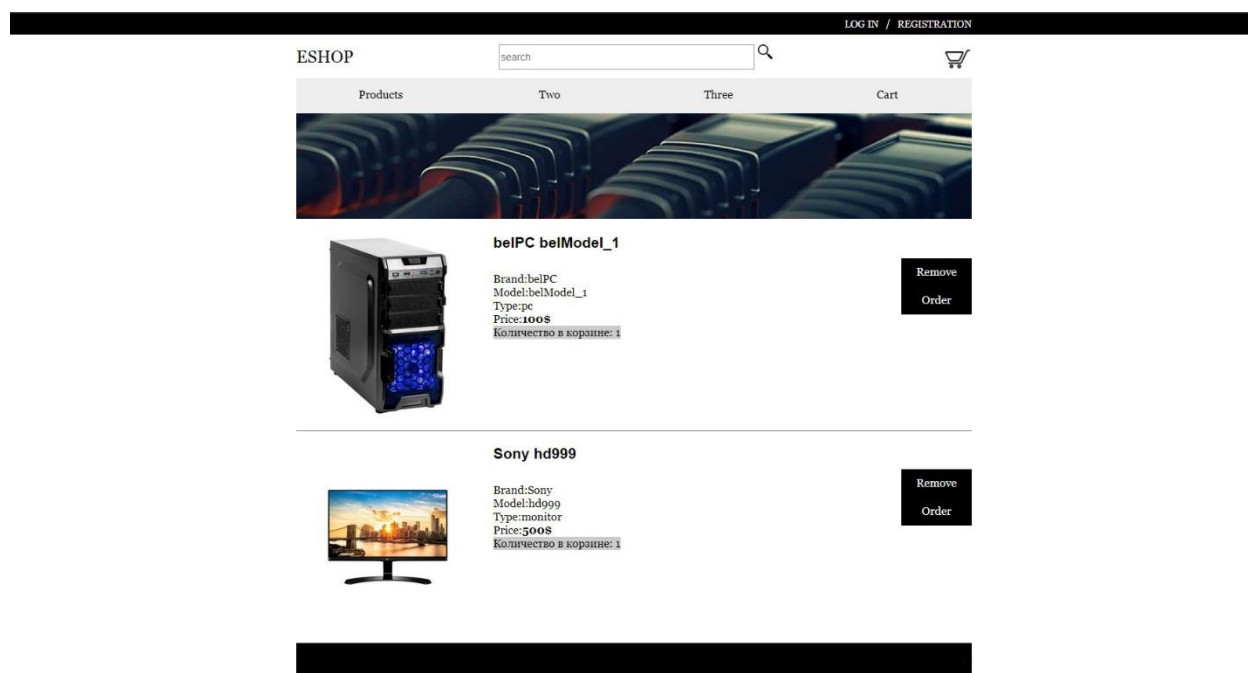 LOG IN / REGISTRATION
ESHOP
search
Products Two Three Cart
belPC belModel_1
Brand:belPC
Model:belModel_1
Type:pc
Price:100$
Количество в корзине: 1
Remove
Order
Sony hd999
Brand:Sony
Model:hd999
Type:monitor
Price:500$
Количество в корзине: 1
Remove
Order